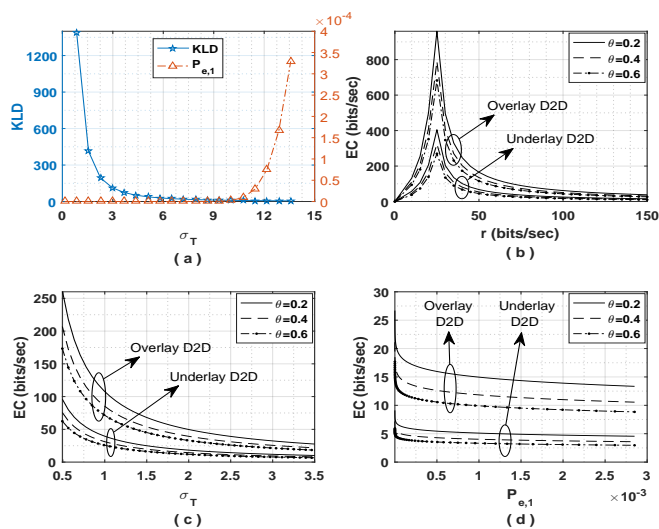 ×10⁻⁴
KLD
P_e,1
KLD
1200
900
600
300
0
4
3.5
3
2.5
2
1.5
1
0.5
0
0 3 6 9 12 15
σ_T
( a )
θ=0.2
θ=0.4
θ=0.6
Overlay D2D
Underlay D2D
EC (bits/sec)
800
600
400
200
0
0 50 100 150
r (bits/sec)
( b )
θ=0.2
θ=0.4
θ=0.6
Overlay D2D
Underlay D2D
EC (bits/sec)
250
200
150
100
50
0
0.5 1 1.5 2 2.5 3 3.5
σ_T
( c )
Overlay D2D
Underlay D2D
θ=0.2
θ=0.4
θ=0.6
EC (bits/sec)
30
25
20
15
10
5
0
0 0.5 1 1.5 2 2.5 3
P_e,1
×10⁻³
( d )